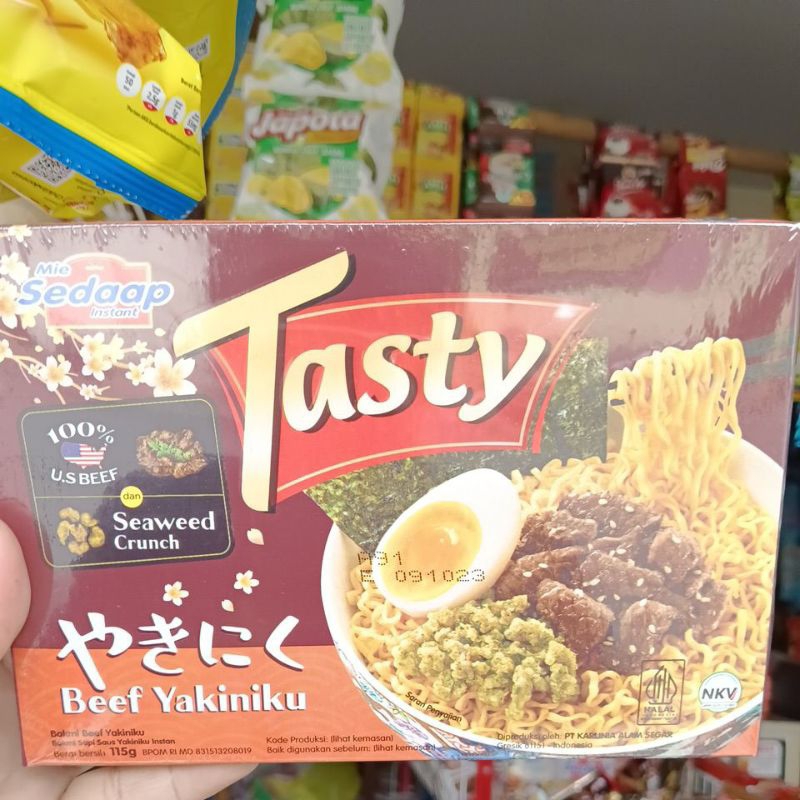 Japota
Mie
Sedaap
Instant
Tasty
100%
U.S BEEF
dan
Seaweed
Crunch
A91
E 091023
やきにく
Beef Yakiniku
Saran Penyajian
HALAL
INDONESIA
NKV
Bakmi Beef Yakiniku
Bakmi Sapi Saus Yakiniku Instan
Berat bersih: 115g BPOM RI MD 831513208019
Kode Produksi: (lihat kemasan)
Baik digunakan sebelum: (lihat kemasan)
Diproduksi oleh: PT KARUNIA ALAM SEGAR
Gresik 61151 - Indonesia